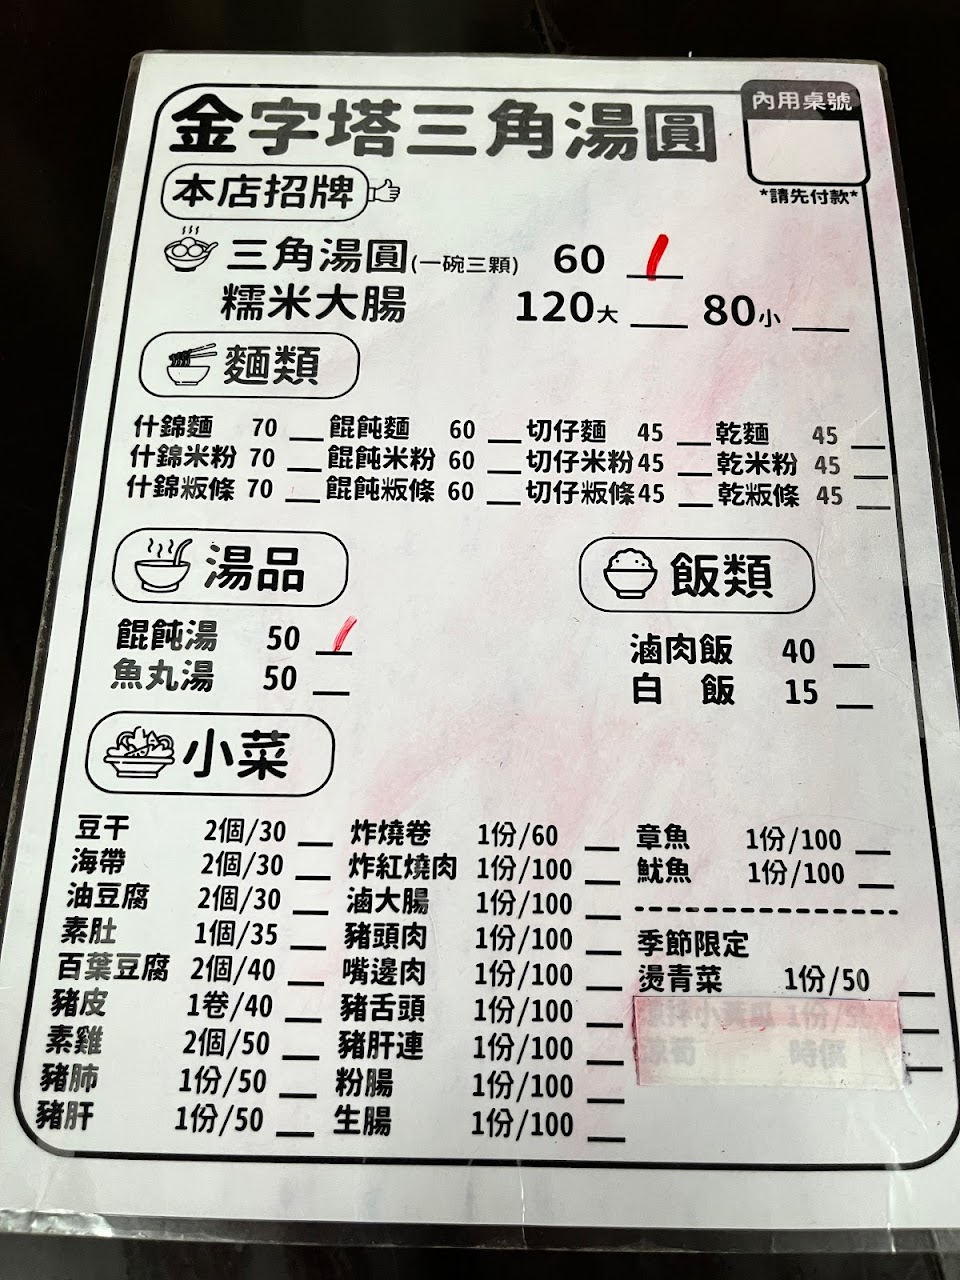 金字塔三角湯圓
內用桌號
*請先付款*
本店招牌
三角湯圓(一碗三顆) 60
糯米大腸 120大 80小
麵類
什錦麵 70 餛飩麵 60 切仔麵 45 乾麵 45
什錦米粉 70 餛飩米粉 60 切仔米粉 45 乾米粉 45
什錦粄條 70 餛飩粄條 60 切仔粄條 45 乾粄條 45
湯品
餛飩湯 50
魚丸湯 50
飯類
滷肉飯 40
白飯 15
小菜
豆干 2個/30
海帶 2個/30
油豆腐 2個/30
素肚 1個/35
百葉豆腐 2個/40
豬皮 1卷/40
素雞 2個/50
豬肺 1份/50
豬肝 1份/50
炸燒卷 1份/60
炸紅燒肉 1份/100
滷大腸 1份/100
豬頭肉 1份/100
嘴邊肉 1份/100
豬舌頭 1份/100
豬肝連 1份/100
粉腸 1份/100
生腸 1份/100
章魚 1份/100
魷魚 1份/100
季節限定
燙青菜 1份/50
拌小黃瓜 1份/
筍 時價